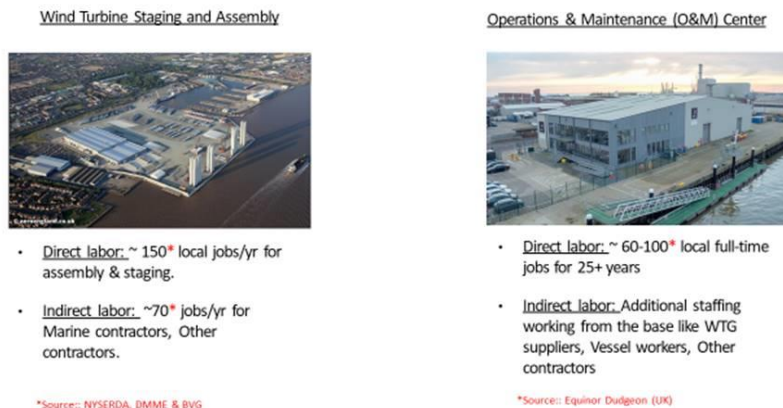 Wind Turbine Staging and Assembly
Operations & Maintenance (O&M) Center
• Direct labor: ~ 150* local jobs/yr for
assembly & staging.
• Indirect labor: ~70* jobs/yr for
Marine contractors, Other
contractors.
*Source:: NYSERDA, DMME & BVG
• Direct labor: ~ 60-100* local full-time
jobs for 25+ years
• Indirect labor: Additional staffing
working from the base like WTG
suppliers, Vessel workers, Other
contractors
*Source:: Equinor Dudgeon (UK)